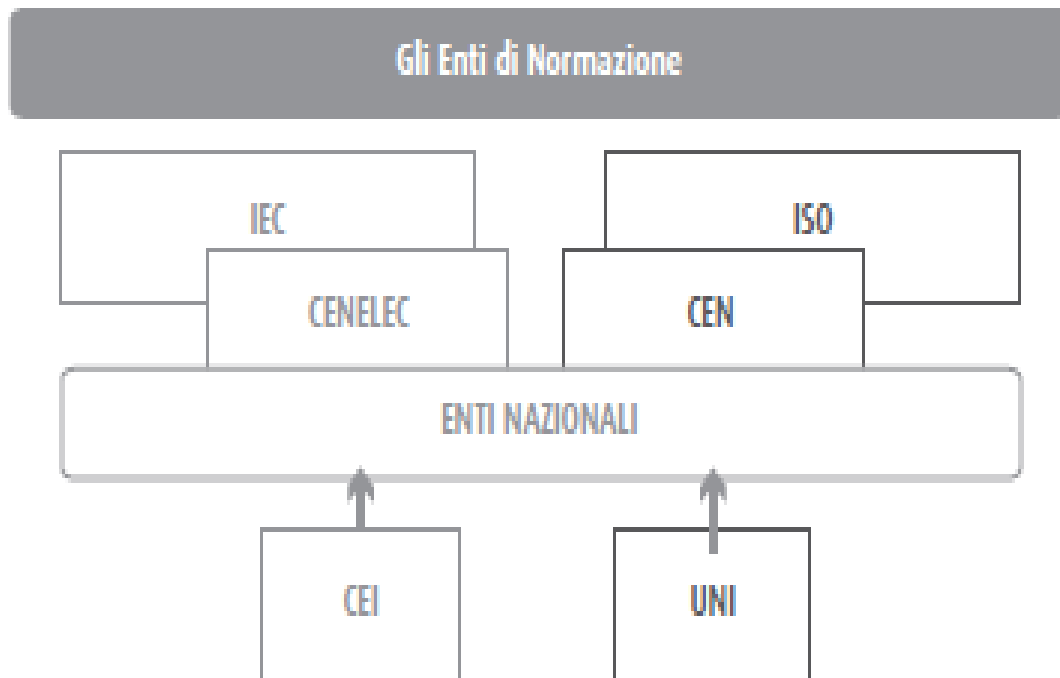 Gli Enti di Normazione
IEC
ISO
CENELEC
CEN
ENTI NAZIONALI
CEI
UNI